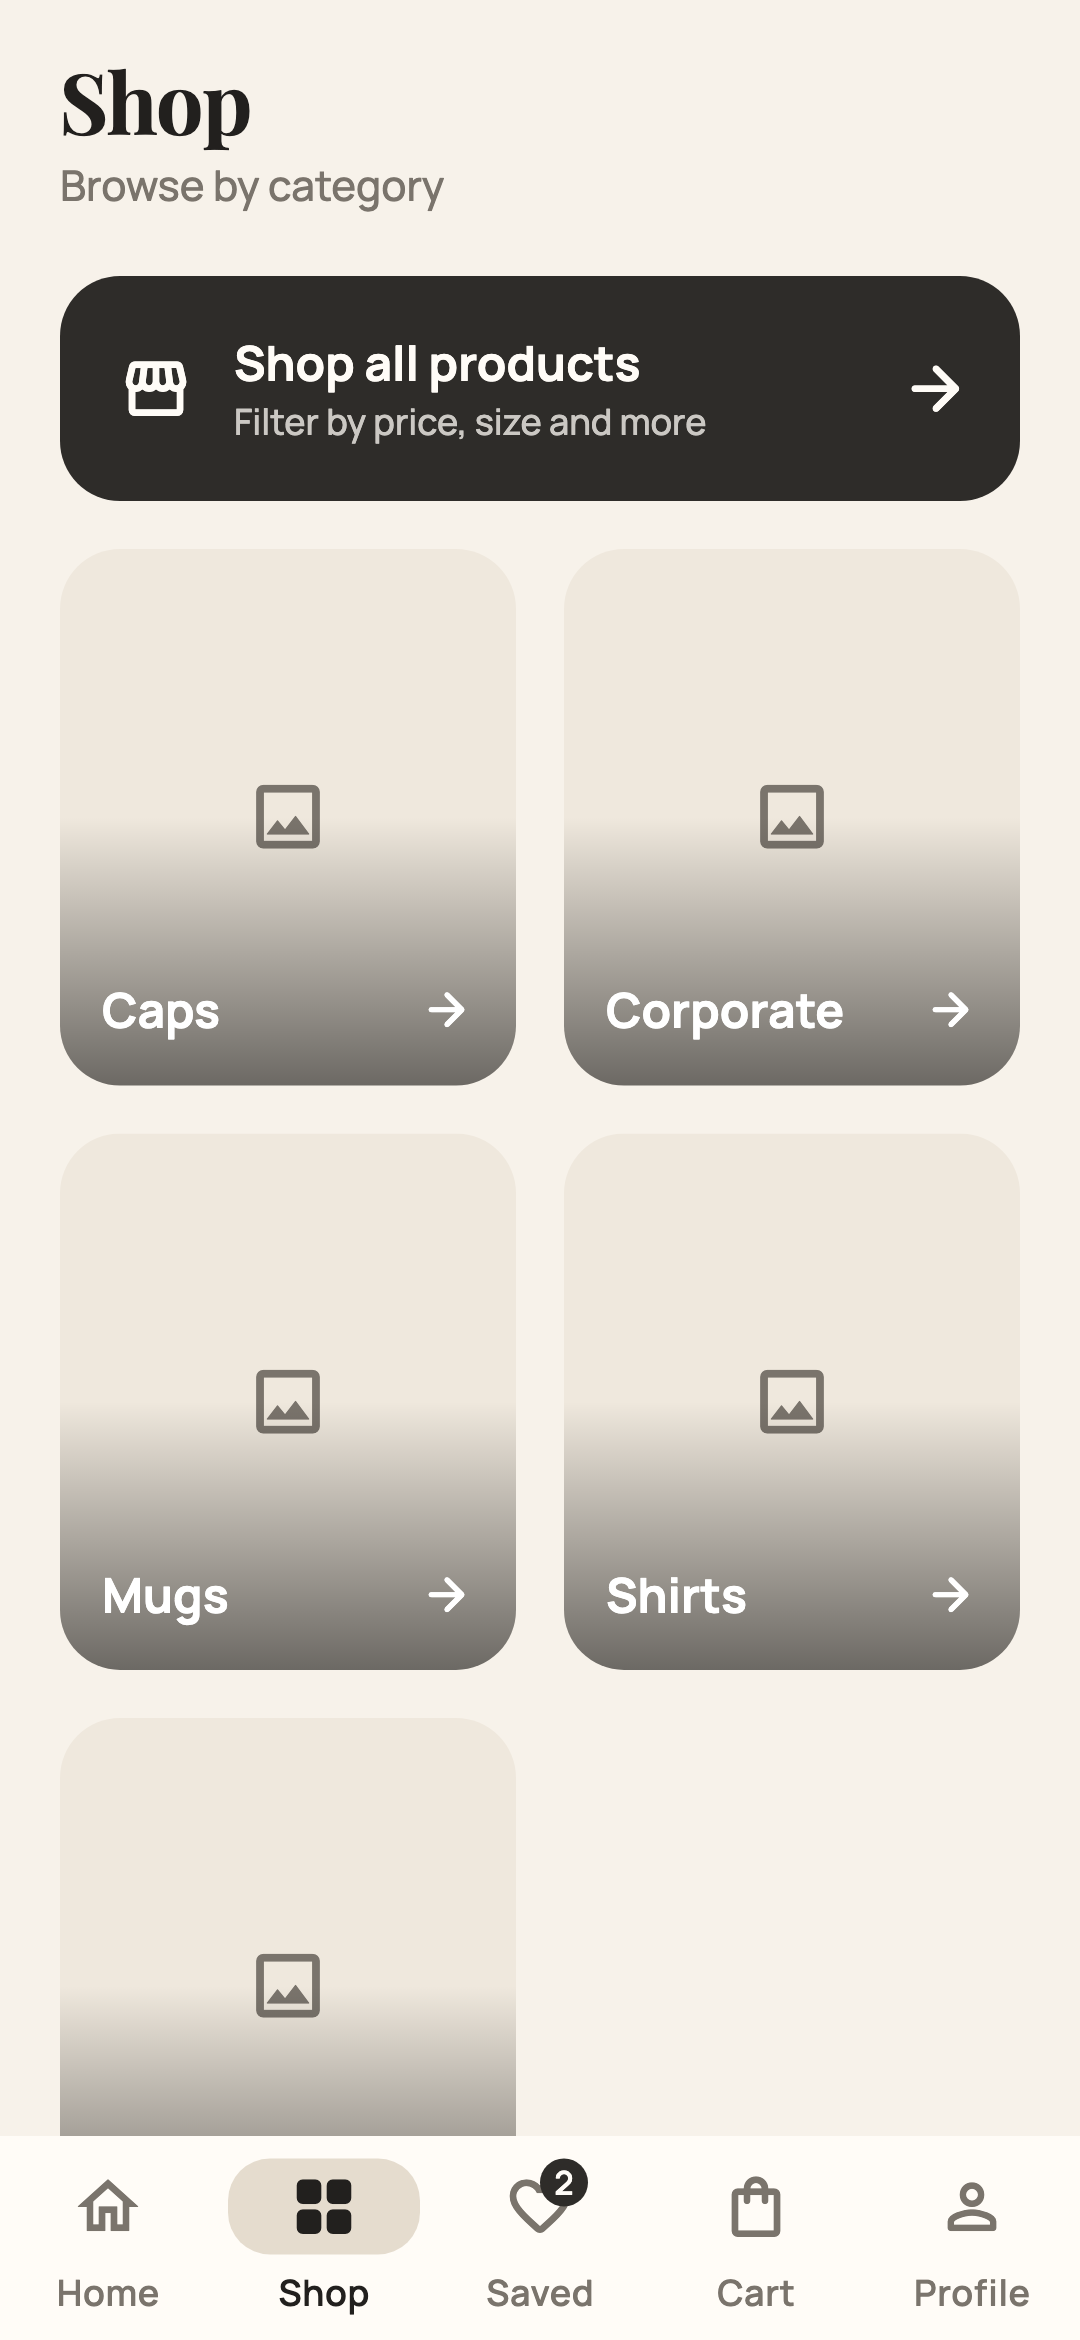 Shop
Browse by category
Shop all products
Filter by price, size and more
Caps
Corporate
Mugs
Shirts
2
Home
Shop
Saved
Cart
Profile